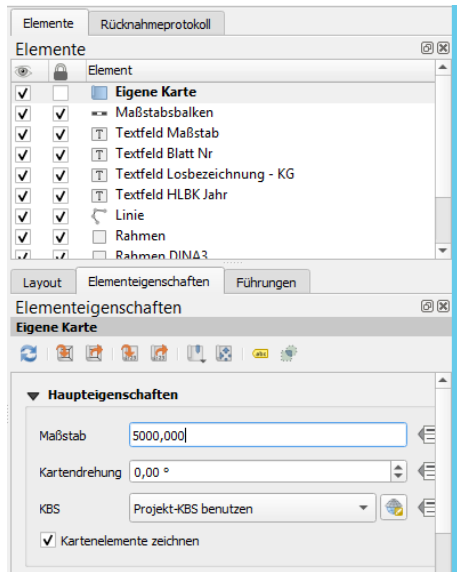 Elemente Rücknahmeprotokoll
Elemente
Element
Eigene Karte
Maßstabsbalken
Textfeld Maßstab
Textfeld Blatt Nr
Textfeld Losbezeichnung - KG
Textfeld HLBK Jahr
Linie
Rahmen
Rahmen DINA3
Layout Elementeigenschaften Führungen
Elementeigenschaften
Eigene Karte
abc
Haupteigenschaften
Maßstab 5000,000
Kartendrehung 0,00 °
KBS Projekt-KBS benutzen
Kartenelemente zeichnen